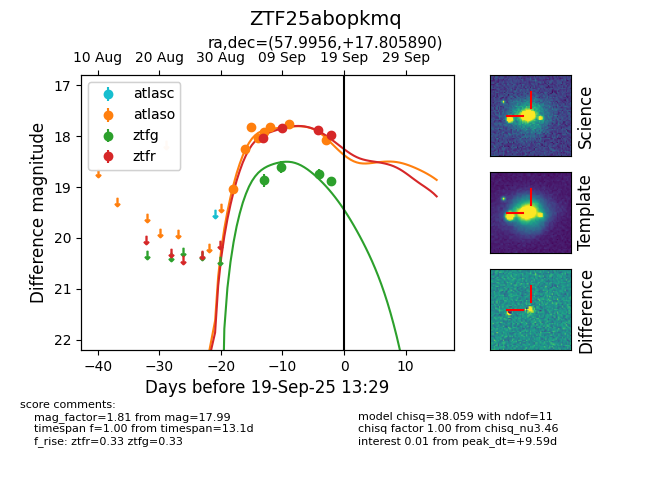 ZTF25abopkmq
ra,dec=(57.9956,+17.805890)
10 Aug 20 Aug 30 Aug 09 Sep 19 Sep 29 Sep
17
18
19
20
21
22
Difference magnitude
atlasc
atlaso
ztfg
ztfr
−40 −30 −20 −10 0 10
Days before 19-Sep-25 13:29
Science
Template
Difference
score comments:
mag_factor=1.81 from mag=17.99
timespan f=1.00 from timespan=13.1d
f_rise: ztfr=0.33 ztfg=0.33
model chisq=38.059 with ndof=11
chisq factor 1.00 from chisq_nu3.46
interest 0.01 from peak_dt=+9.59d